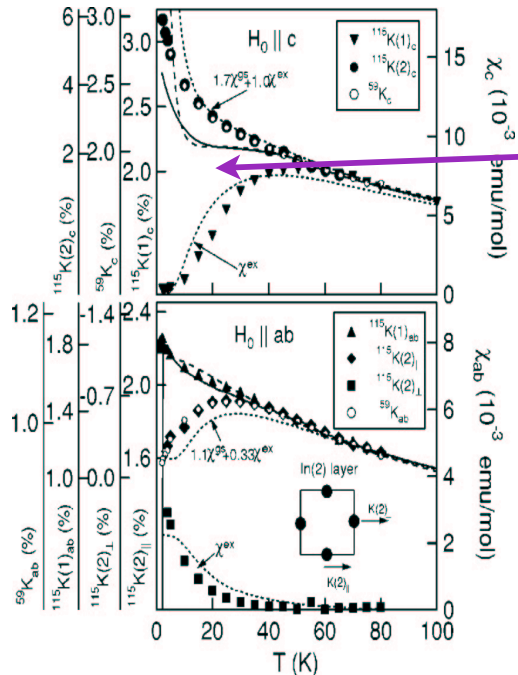 H₀ || c
▼ ¹¹⁵K(1)c
● ¹¹⁵K(2)c
○ ⁵⁹Kc
1.7χᵍˢ+1.0χᵉˣ
χᵉˣ
6
4
2
0
¹¹⁵K(2)c (%)
3.0
2.5
2.0
1.5
⁵⁹Kc (%)
3.0
2.5
2.0
1.5
¹¹⁵K(1)c (%)
15
10
5
0
χc (10⁻³ emu/mol)
H₀ || ab
▲ ¹¹⁵K(1)ab
◆ ¹¹⁵K(2)||
■ ¹¹⁵K(2)⊥
○ ⁵⁹Kab
1.1χᵍˢ+0.33χᵉˣ
χᵉˣ
In(2) layer
K(2)⊥
K(2)||
1.2
1.0
⁵⁹Kab (%)
1.8
1.4
1.0
¹¹⁵K(1)ab (%)
-1.4
-0.7
-0.0
¹¹⁵K(2)⊥ (%)
2.4
2.2
1.6
¹¹⁵K(2)|| (%)
8
6
4
2
0
χab (10⁻³ emu/mol)
0 20 40 60 80 100
T (K)